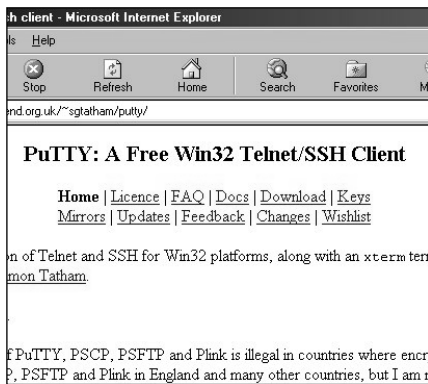 h client - Microsoft Internet Explorer
ls Help
Stop Refresh Home Search Favorites M
end.org.uk/~sgtatham/putty/
PuTTY: A Free Win32 Telnet/SSH Client
Home | Licence | FAQ | Docs | Download | Keys
Mirrors | Updates | Feedback | Changes | Wishlist
on of Telnet and SSH for Win32 platforms, along with an xterm ter
mon Tatham.
f PuTTY, PSCP, PSFTP and Plink is illegal in countries where encr
P, PSFTP and Plink in England and many other countries, but I am